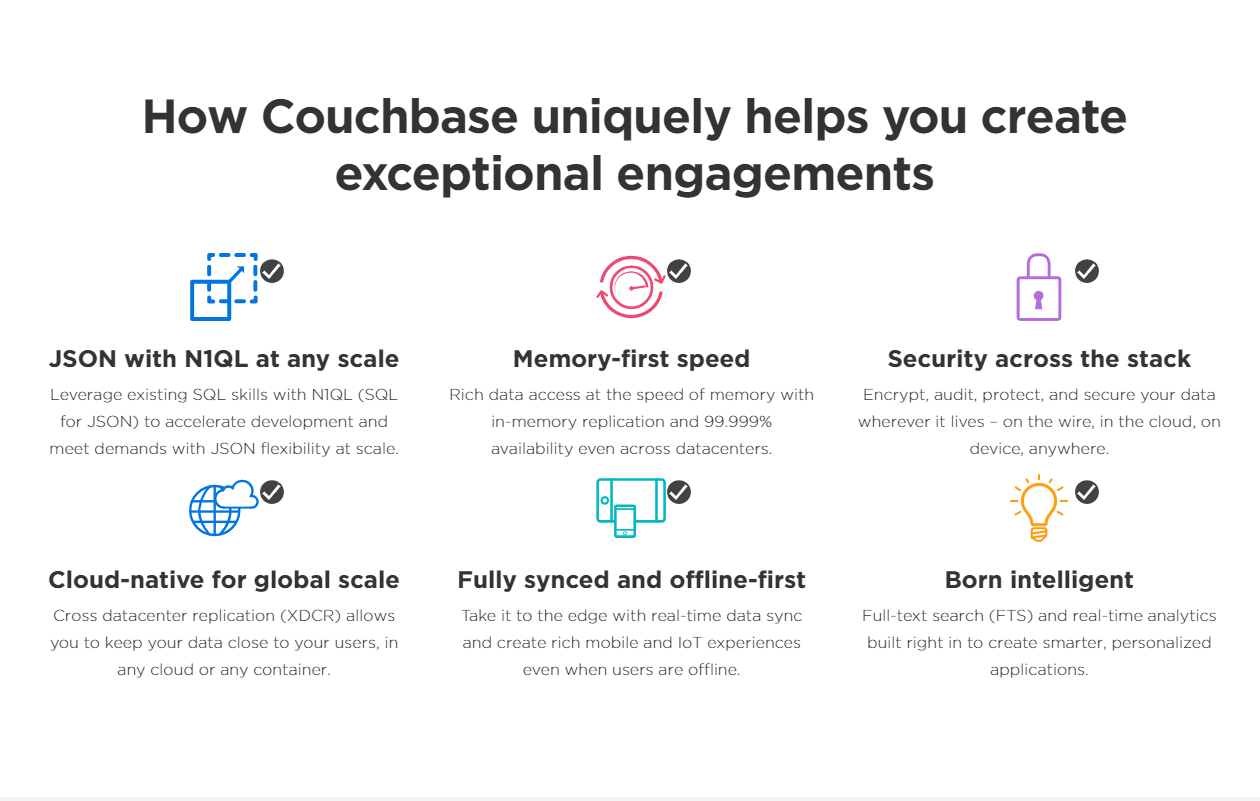 How Couchbase uniquely helps you create
exceptional engagements
JSON with N1QL at any scale
Leverage existing SQL skills with N1QL (SQL
for JSON) to accelerate development and
meet demands with JSON flexibility at scale.
Memory-first speed
Rich data access at the speed of memory with
in-memory replication and 99.999%
availability even across datacenters.
Security across the stack
Encrypt, audit, protect, and secure your data
wherever it lives – on the wire, in the cloud, on
device, anywhere.
Cloud-native for global scale
Cross datacenter replication (XDCR) allows
you to keep your data close to your users, in
any cloud or any container.
Fully synced and offline-first
Take it to the edge with real-time data sync
and create rich mobile and IoT experiences
even when users are offline.
Born intelligent
Full-text search (FTS) and real-time analytics
built right in to create smarter, personalized
applications.